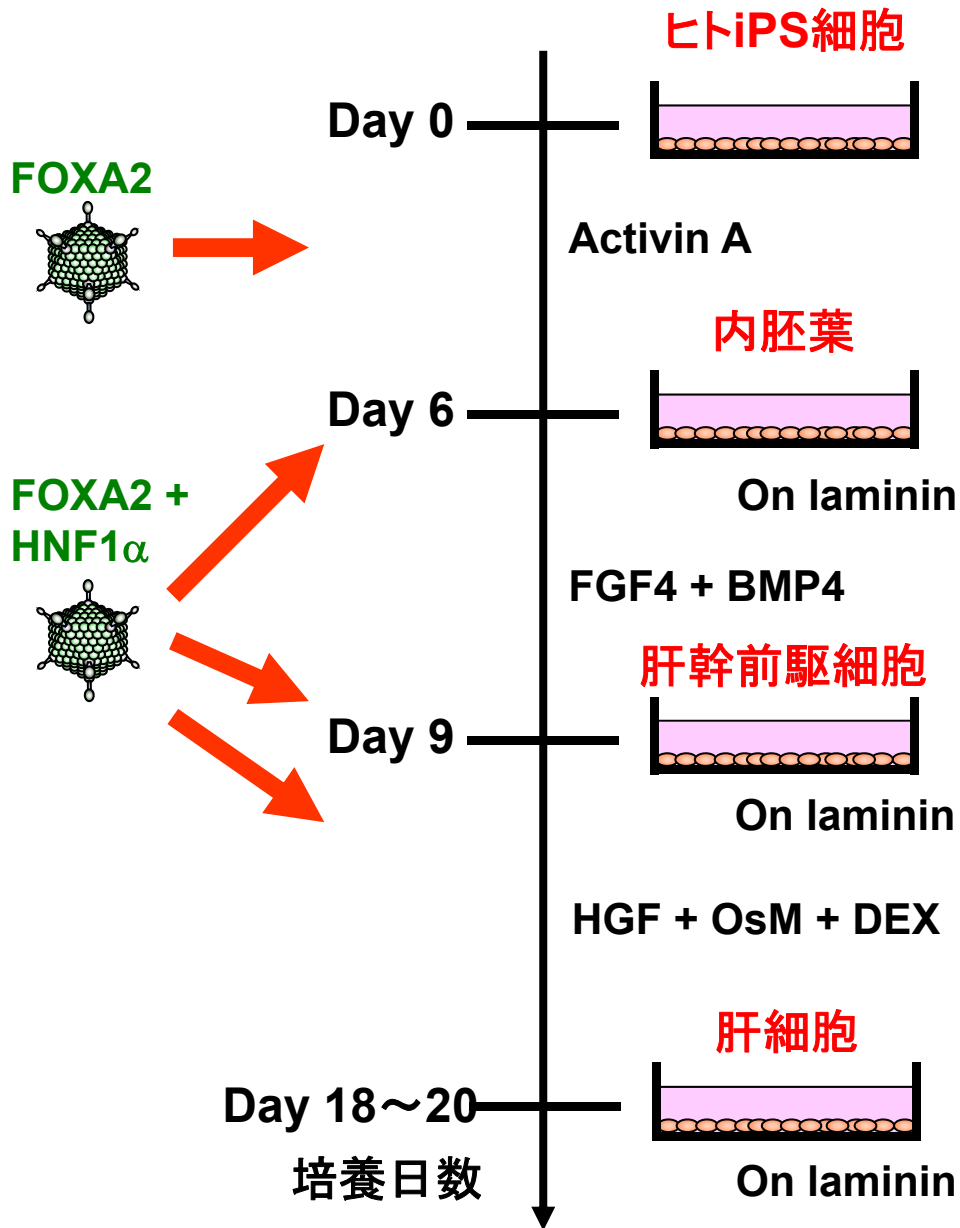 ヒトiPS細胞
Day 0
FOXA2
Activin A
内胚葉
Day 6
On laminin
FOXA2 +
HNF1α
FGF4 + BMP4
肝幹前駆細胞
Day 9
On laminin
HGF + OsM + DEX
肝細胞
Day 18〜20
培養日数
On laminin